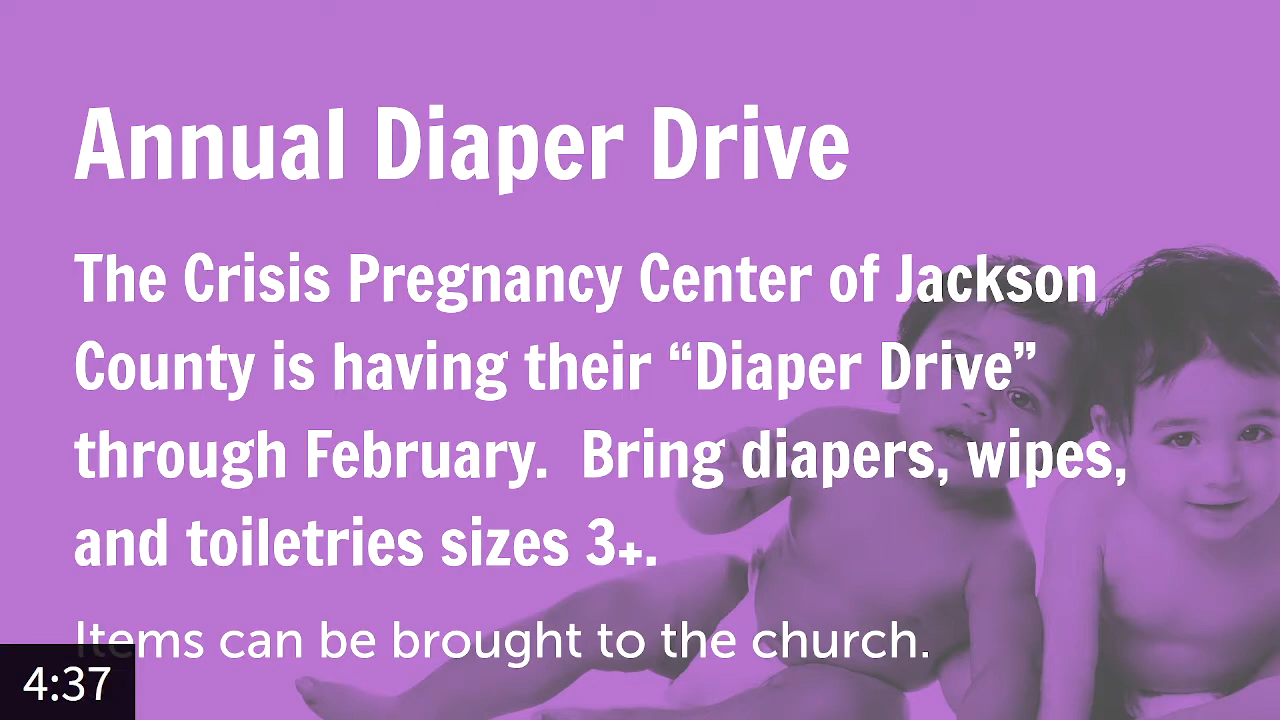 Annual Diaper Drive
The Crisis Pregnancy Center of Jackson
County is having their “Diaper Drive”
through February.  Bring diapers, wipes,
and toiletries sizes 3+.
Items can be brought to the church.
4:37